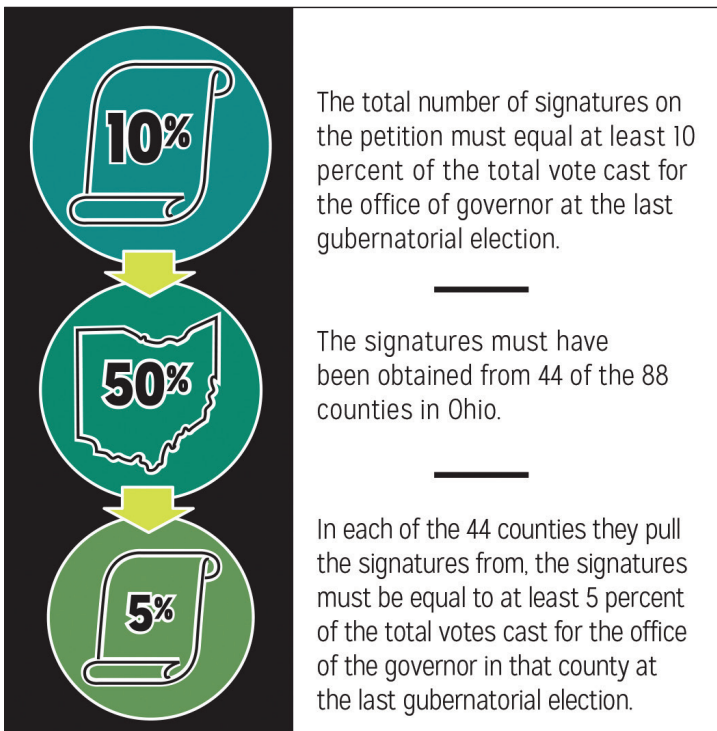 10%
The total number of signatures on
the petition must equal at least 10
percent of the total vote cast for
the office of governor at the last
gubernatorial election.
50%
The signatures must have
been obtained from 44 of the 88
counties in Ohio.
5%
In each of the 44 counties they pull
the signatures from, the signatures
must be equal to at least 5 percent
of the total votes cast for the office
of the governor in that county at
the last gubernatorial election.